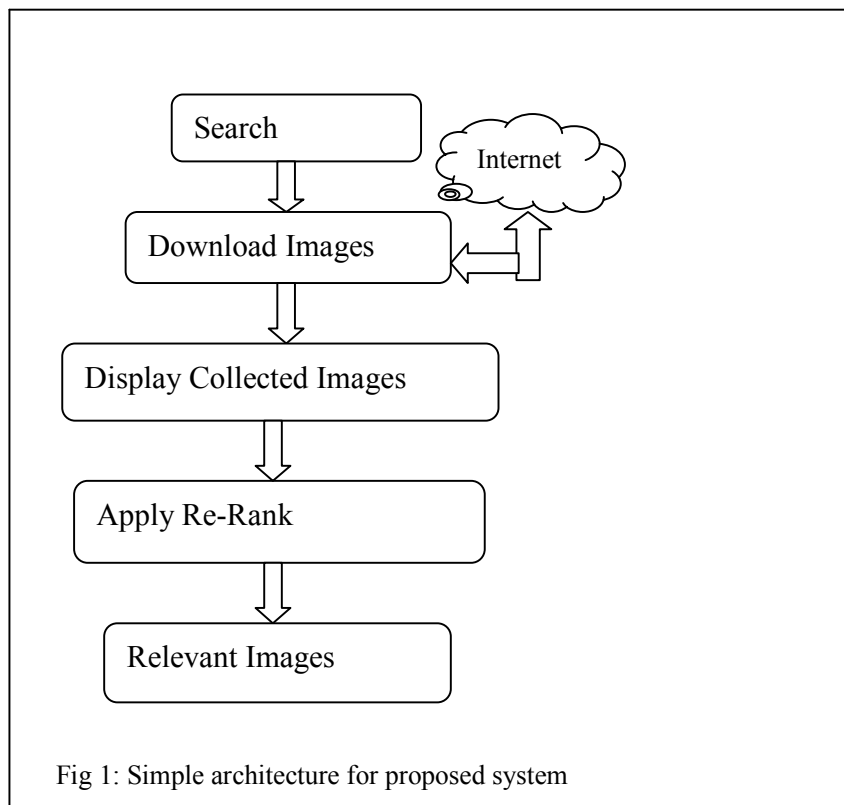 Search
Internet
Download Images
Display Collected Images
Apply Re-Rank
Relevant Images
Fig 1: Simple architecture for proposed system